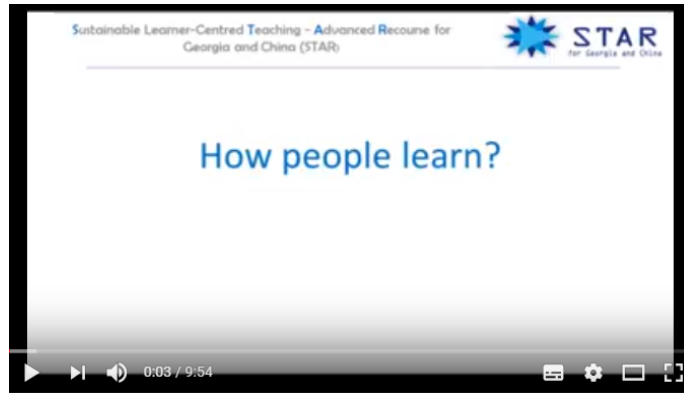 Sustainable Learner-Centred Teaching – Advanced Recourse for
Georgia and China (STAR)
STAR
for Georgia and China
How people learn?
0:03 / 9:54